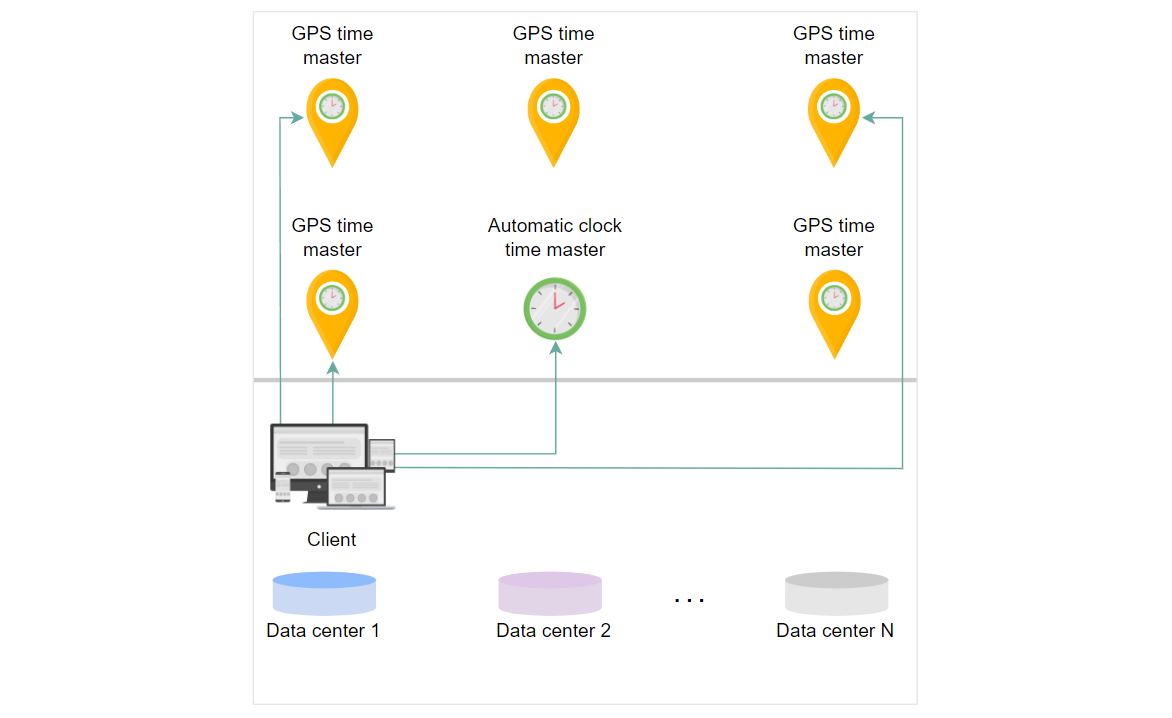 GPS time
master
GPS time
master
GPS time
master
GPS time
master
Automatic clock
time master
GPS time
master
Client
. . .
Data center 1
Data center 2
Data center N